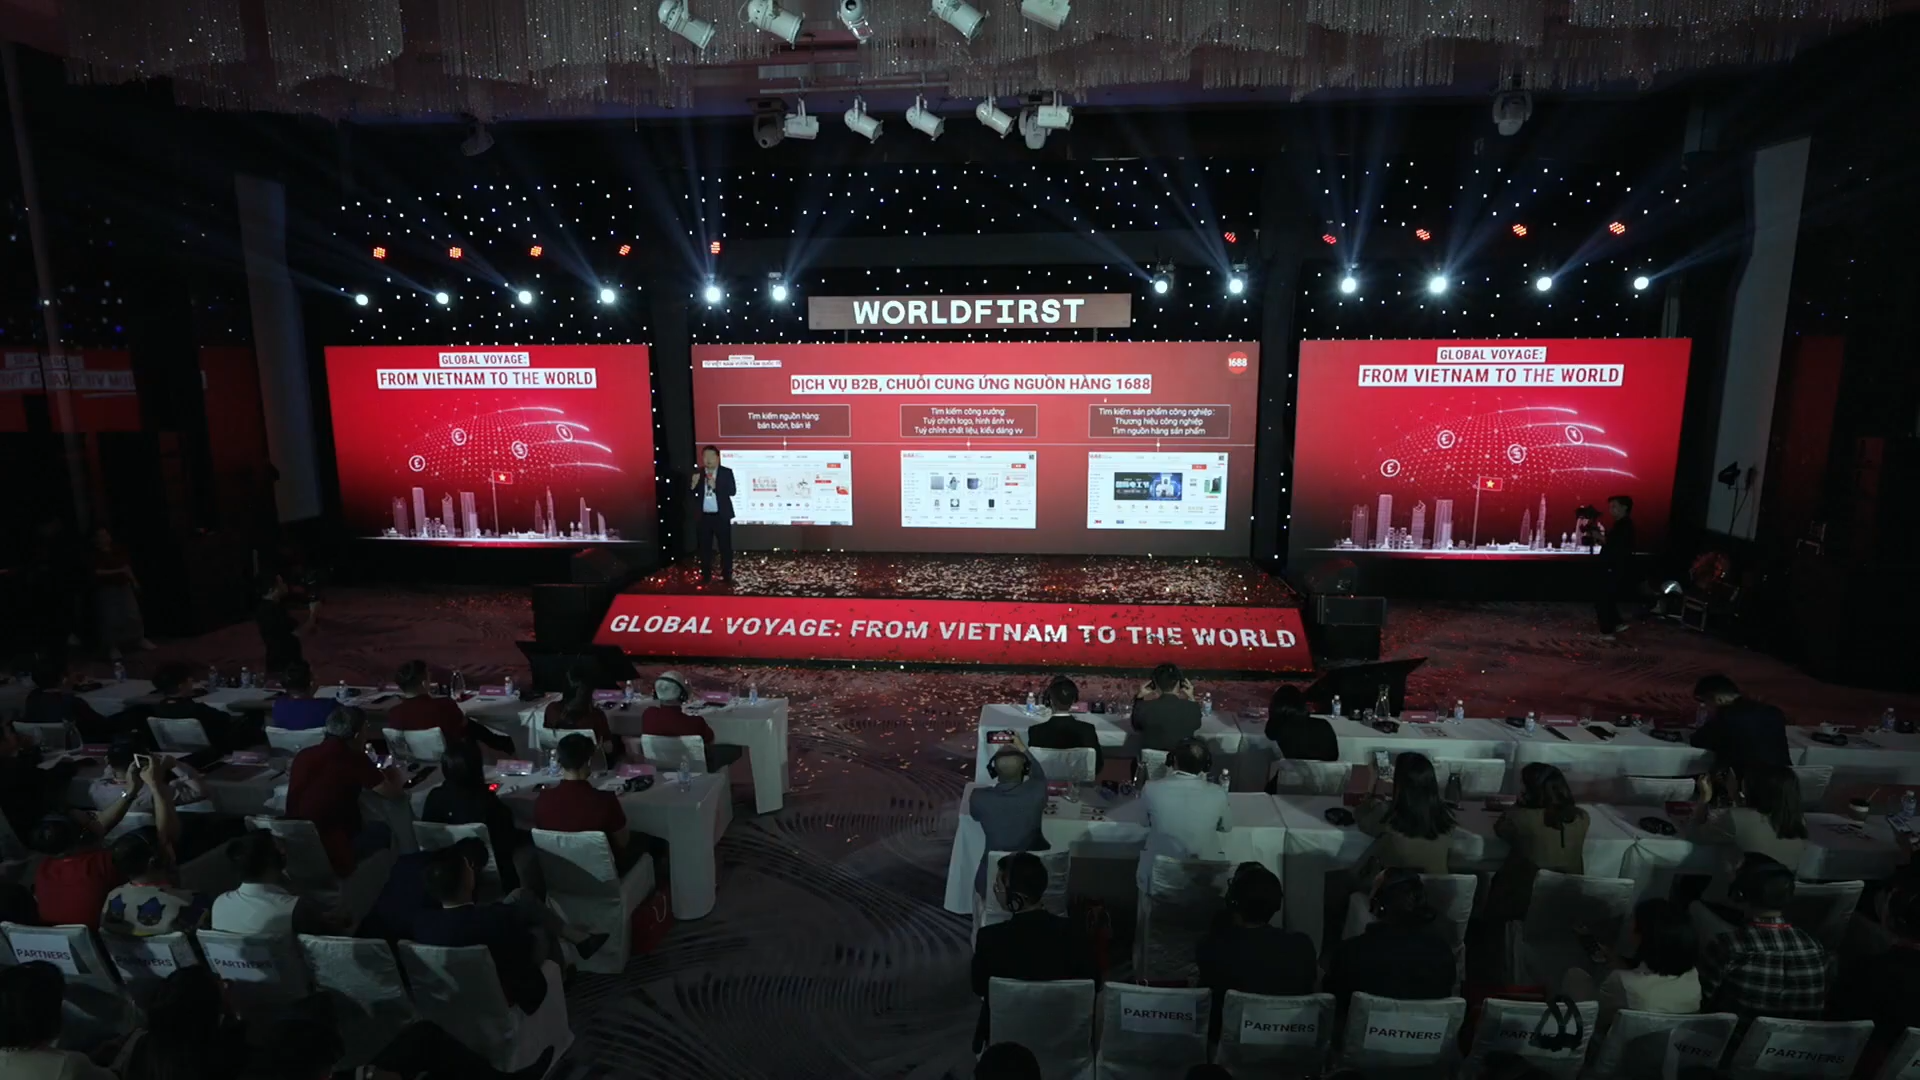 WORLDFIRST
GLOBAL VOYAGE:
FROM VIETNAM TO THE WORLD
1688
DỊCH VỤ B2B, CHUỖI CUNG ỨNG NGUỒN HÀNG 1688
Tìm kiếm nguồn hàng:
bán buôn, bán lẻ
Tìm kiếm công xưởng:
Tuỳ chỉnh logo, hình ảnh vv
Tuỳ chỉnh chất liệu, kiểu dáng vv
Tìm kiếm sản phẩm công nghiệp:
Thương hiệu công nghiệp
Tìm nguồn hàng sản phẩm
GLOBAL VOYAGE:
FROM VIETNAM TO THE WORLD
GLOBAL VOYAGE: FROM VIETNAM TO THE WORLD
PARTNERS
PARTNERS
PARTNERS
PARTNERS
PARTNERS
PARTNERS
PARTNERS